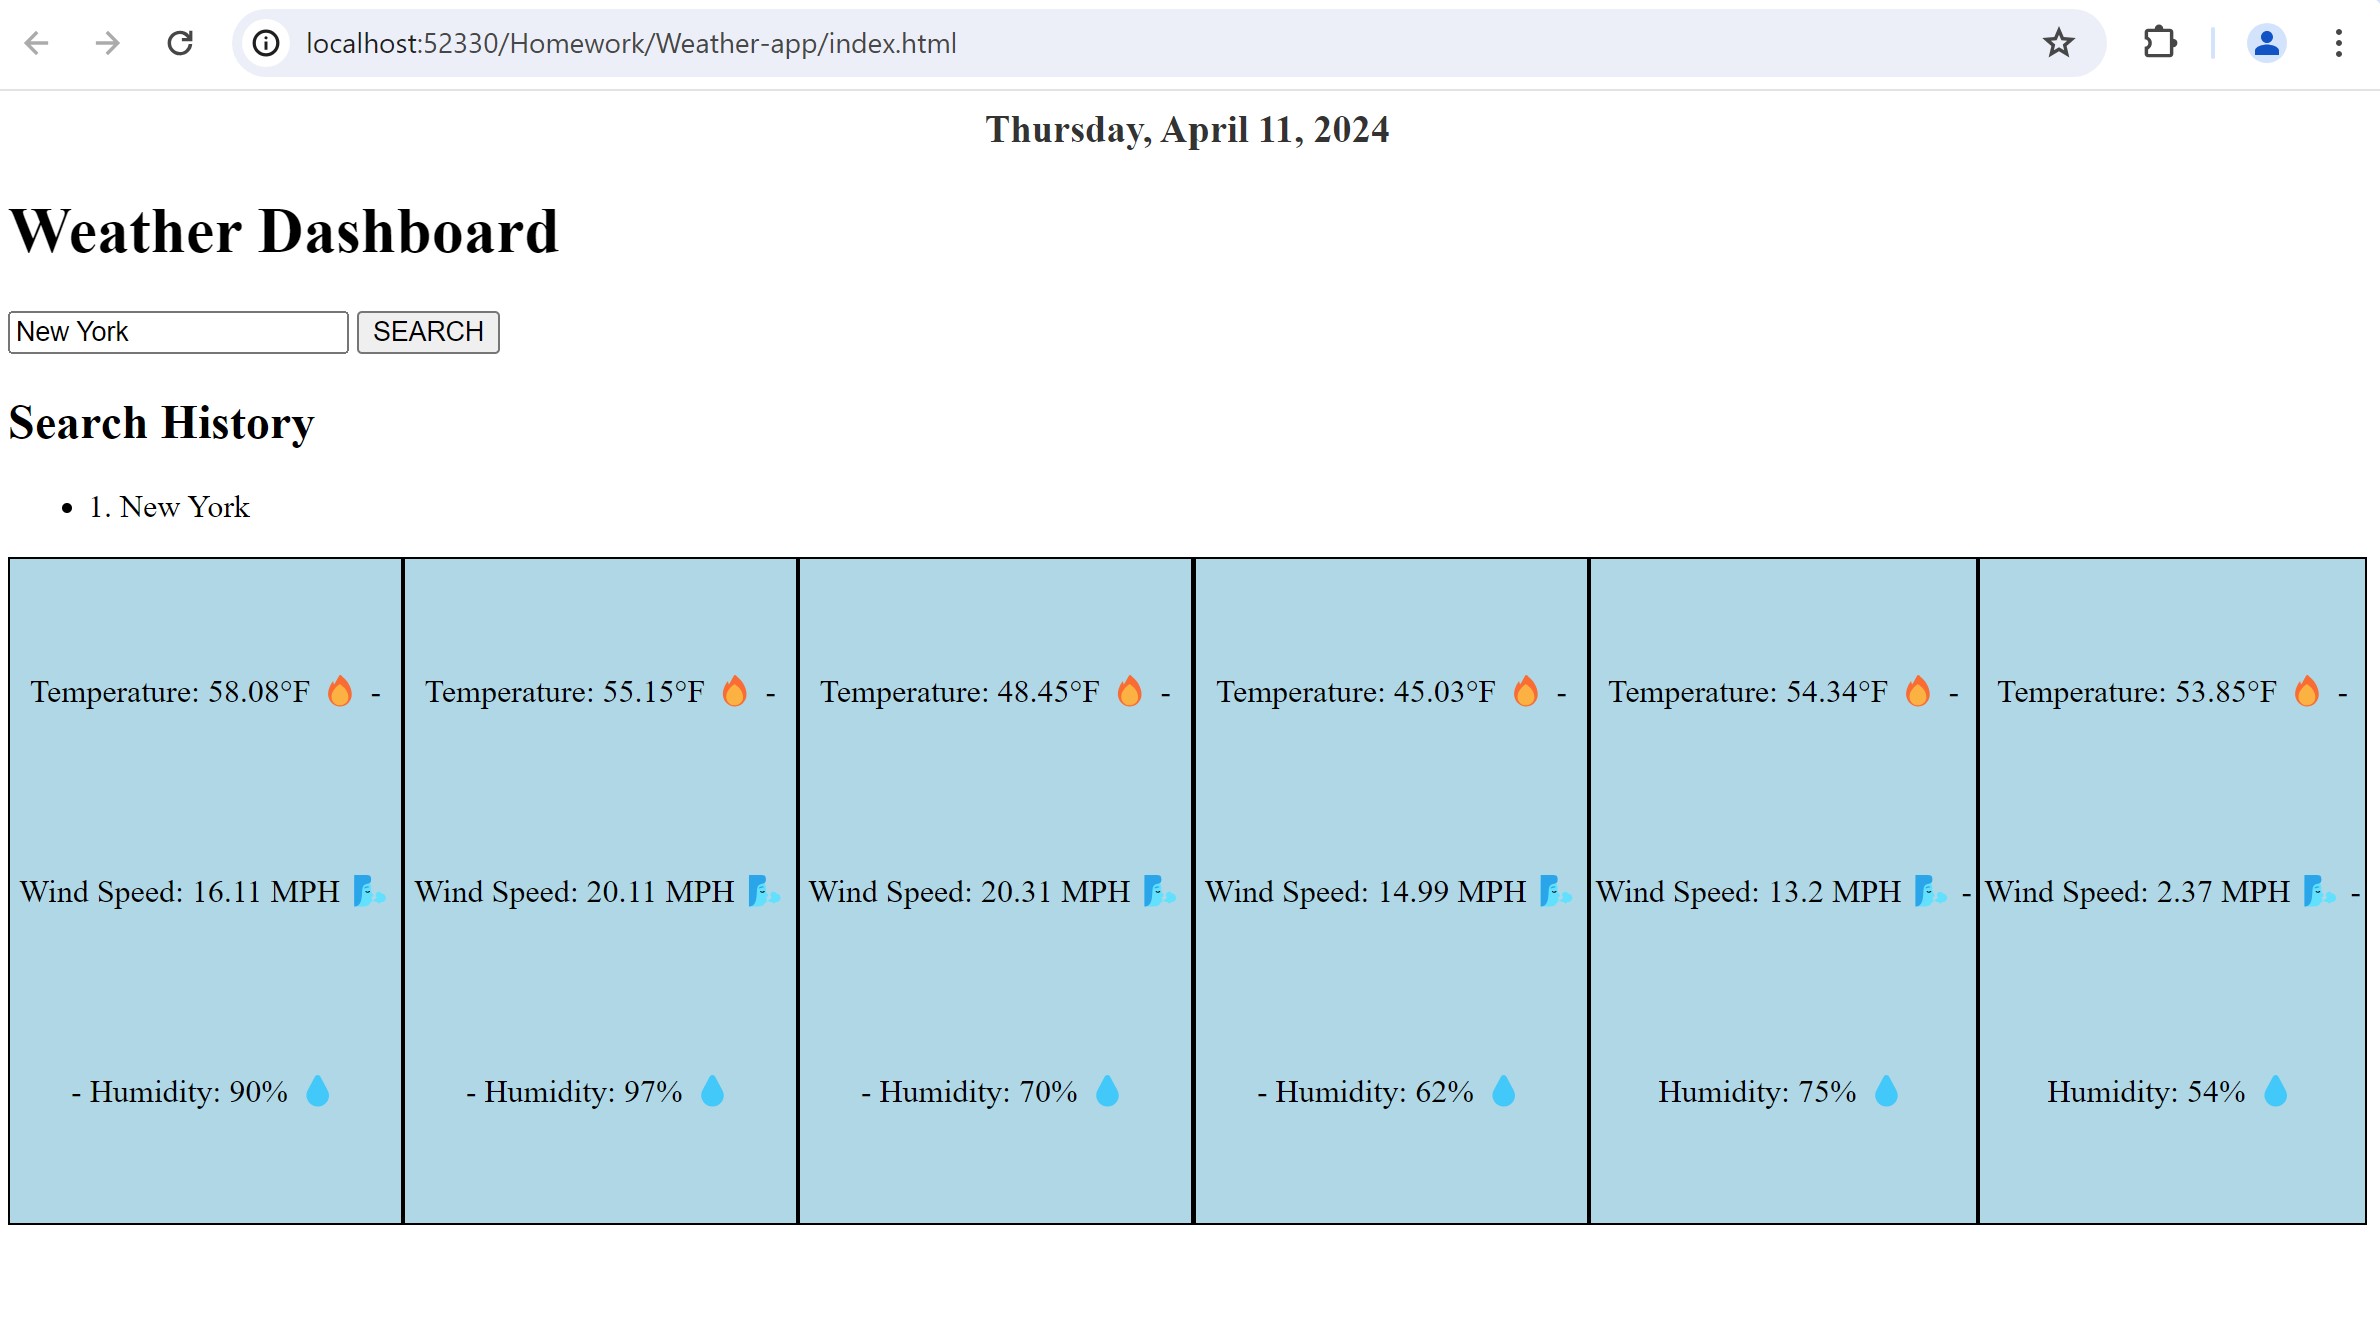 localhost:52330/Homework/Weather-app/index.html
Thursday, April 11, 2024
Weather Dashboard
New York SEARCH
Search History
• 1. New York
Temperature: 58.08°F 🔥 -
Wind Speed: 16.11 MPH 🌬️
- Humidity: 90% 💧
Temperature: 55.15°F 🔥 -
Wind Speed: 20.11 MPH 🌬️
- Humidity: 97% 💧
Temperature: 48.45°F 🔥 -
Wind Speed: 20.31 MPH 🌬️
- Humidity: 70% 💧
Temperature: 45.03°F 🔥 -
Wind Speed: 14.99 MPH 🌬️
- Humidity: 62% 💧
Temperature: 54.34°F 🔥 -
Wind Speed: 13.2 MPH 🌬️ -
Humidity: 75% 💧
Temperature: 53.85°F 🔥 -
Wind Speed: 2.37 MPH 🌬️ -
Humidity: 54% 💧